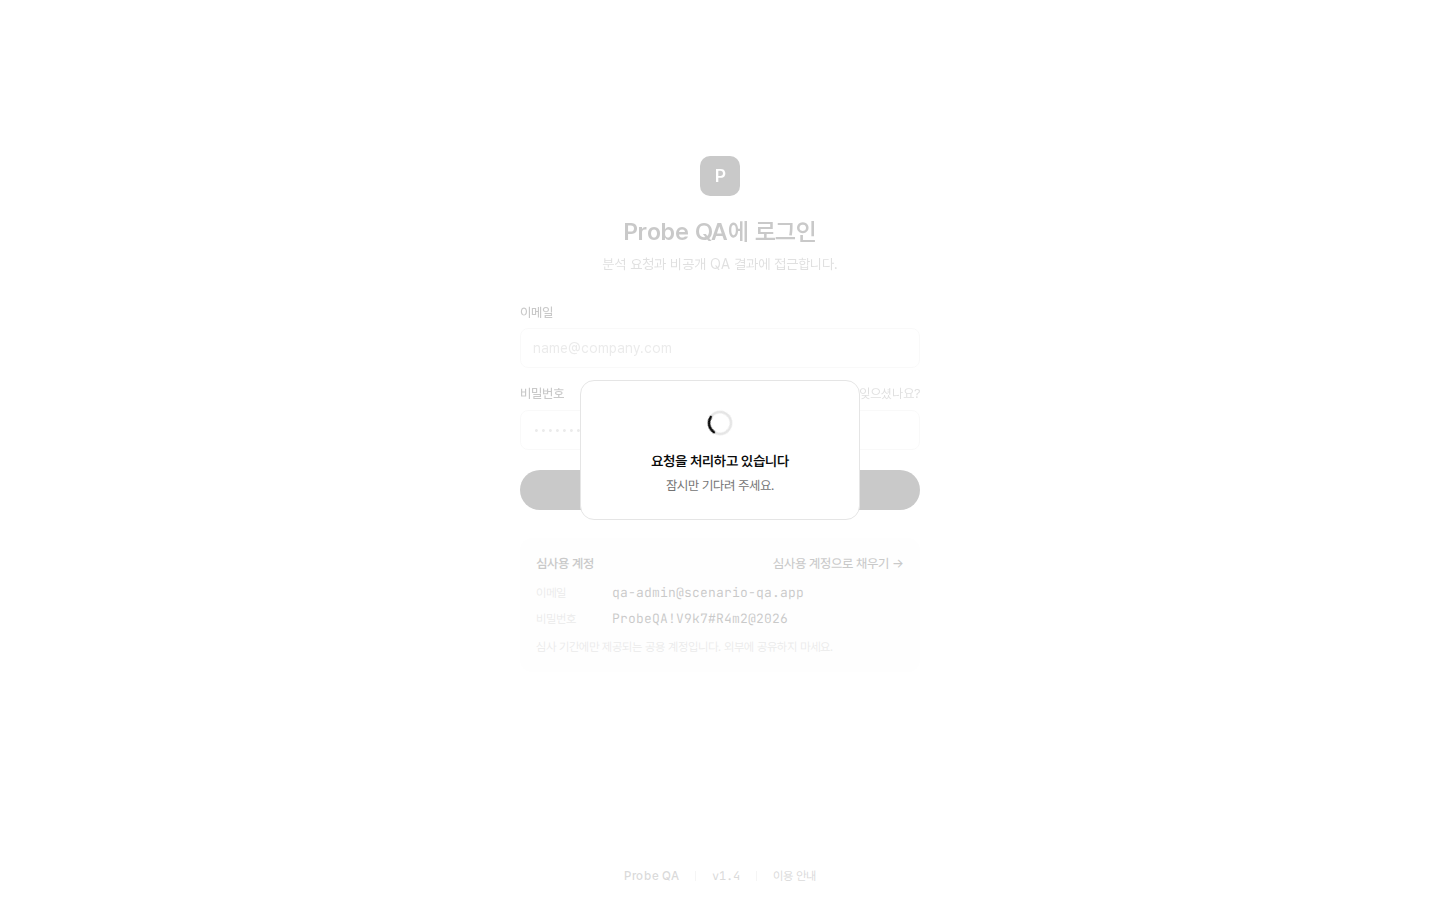 P
Probe QA에 로그인
분석 요청과 비공개 QA 결과에 접근합니다.
이메일
name@company.com
비밀번호
잊으셨나요?
요청을 처리하고 있습니다
잠시만 기다려 주세요.
심사용 계정
심사용 계정으로 채우기 →
이메일
qa-admin@scenario-qa.app
비밀번호
ProbeQA!V9k7#R4m2@2026
심사 기간에만 제공되는 공용 계정입니다. 외부에 공유하지 마세요.
Probe QA
v1.4
이용 안내